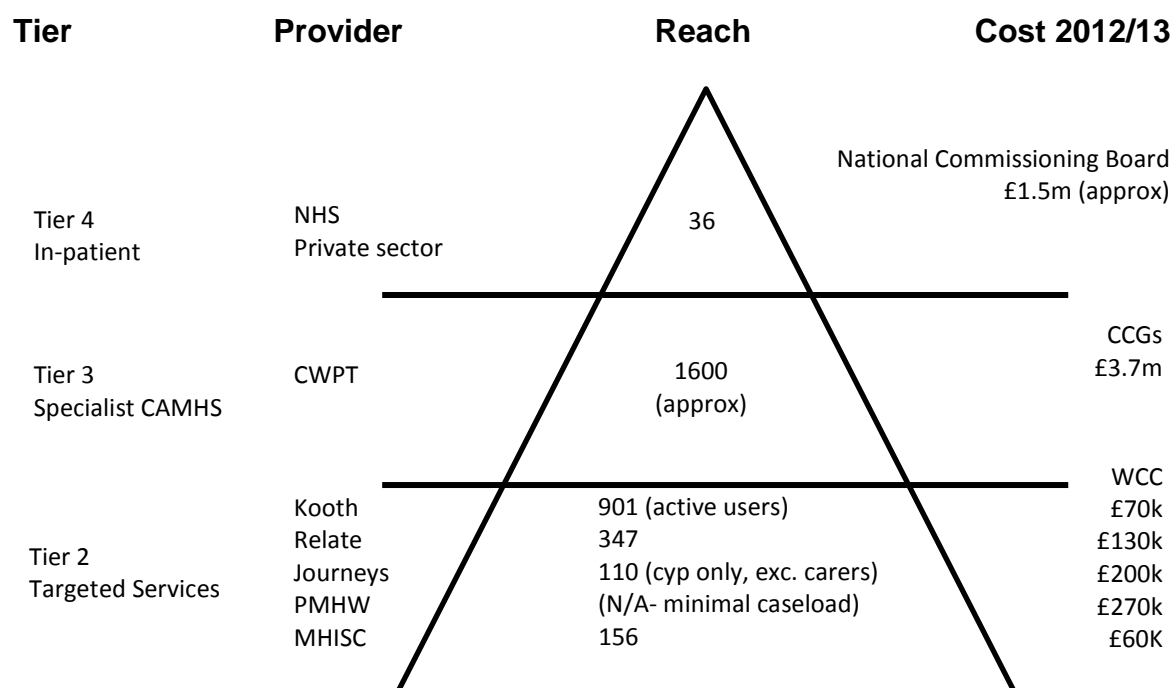 Tier Provider Reach Cost 2012/13
National Commissioning Board
£1.5m (approx)
Tier 4
In-patient
NHS
Private sector
36
CCGs
£3.7m
Tier 3
Specialist CAMHS
CWPT
1600
(approx)
WCC
Kooth 901 (active users) £70k
Relate 347 £130k
Tier 2
Targeted Services
Journeys 110 (cyp only, exc. carers) £200k
PMHW (N/A- minimal caseload) £270k
MHISC 156 £60K